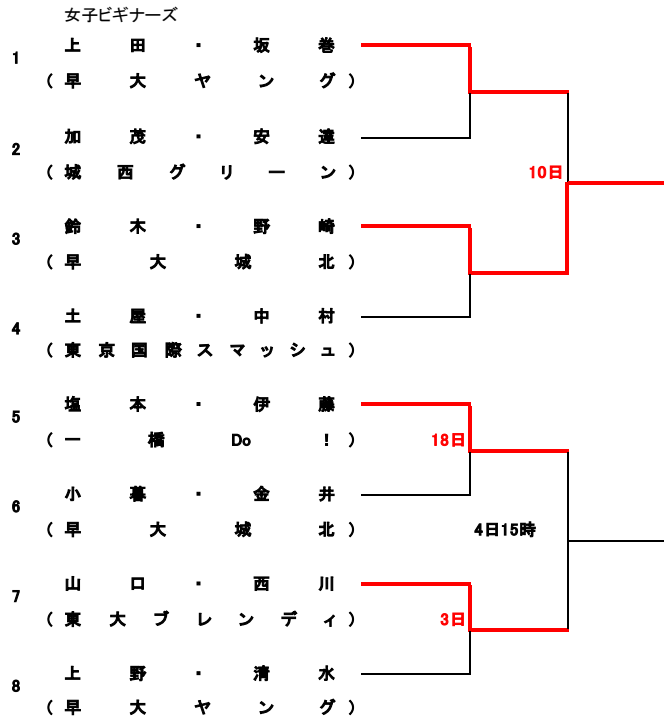 女子ビギナーズ
1 上田・坂巻
(早大ヤング)
2 加茂・安達
(城西グリーン)
10日
3 鈴木・野崎
(早大城北)
4 土屋・中村
(東京国際スマッシュ)
5 塩本・伊藤
(一橋Do!)
18日
6 小暮・金井
(早大城北)
4日15時
7 山口・西川
(東大ブレンディ)
3日
8 上野・清水
(早大ヤング)